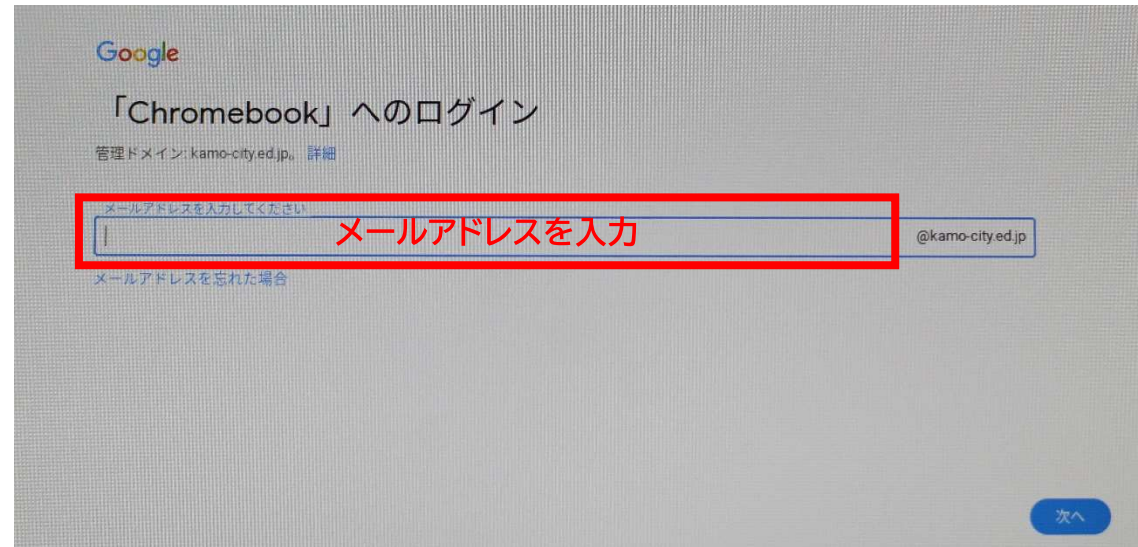 Google
「Chromebook」へのログイン
管理ドメイン: kamo-city.ed.jp。 詳細
メールアドレスを入力してください
メールアドレスを入力
@kamo-city.ed.jp
メールアドレスを忘れた場合
次へ